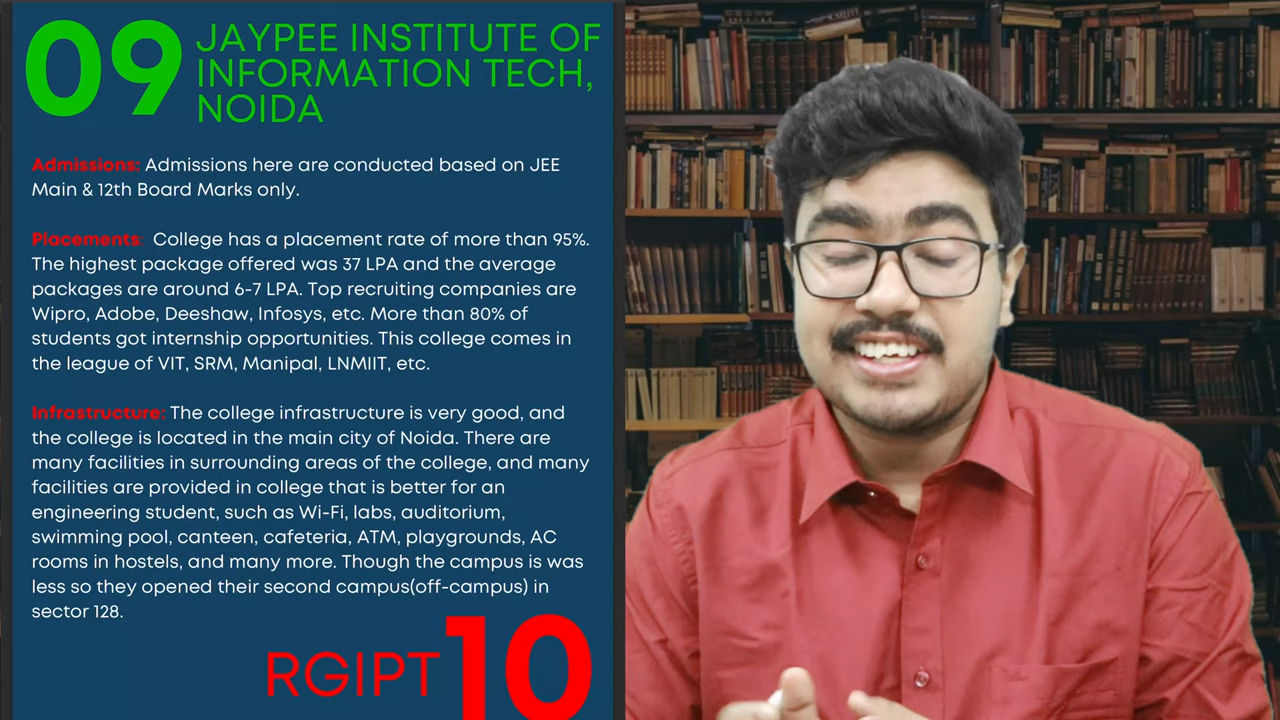 09
JAYPEE INSTITUTE OF
INFORMATION TECH,
NOIDA
Admissions: Admissions here are conducted based on JEE
Main & 12th Board Marks only.
Placements: College has a placement rate of more than 95%.
The highest package offered was 37 LPA and the average
packages are around 6-7 LPA. Top recruiting companies are
Wipro, Adobe, Deeshaw, Infosys, etc. More than 80% of
students got internship opportunities. This college comes in
the league of VIT, SRM, Manipal, LNMIIT, etc.
Infrastructure: The college infrastructure is very good, and
the college is located in the main city of Noida. There are
many facilities in surrounding areas of the college, and many
facilities are provided in college that is better for an
engineering student, such as Wi-Fi, labs, auditorium,
swimming pool, canteen, cafeteria, ATM, playgrounds, AC
rooms in hostels, and many more. Though the campus is was
less so they opened their second campus(off-campus) in
sector 128.
RGIPT 10